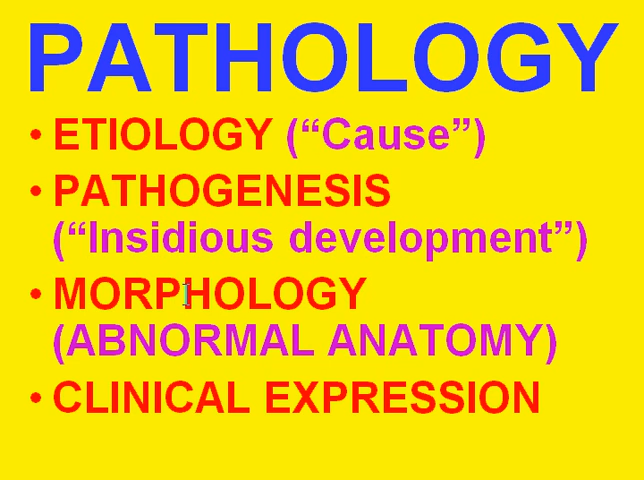 PATHOLOGY
• ETIOLOGY (“Cause”)
• PATHOGENESIS
(“Insidious development”)
• MORPHOLOGY
(ABNORMAL ANATOMY)
• CLINICAL EXPRESSION